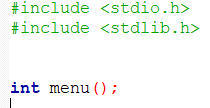 #include <stdio.h>
#include <stdlib.h>
int menu();